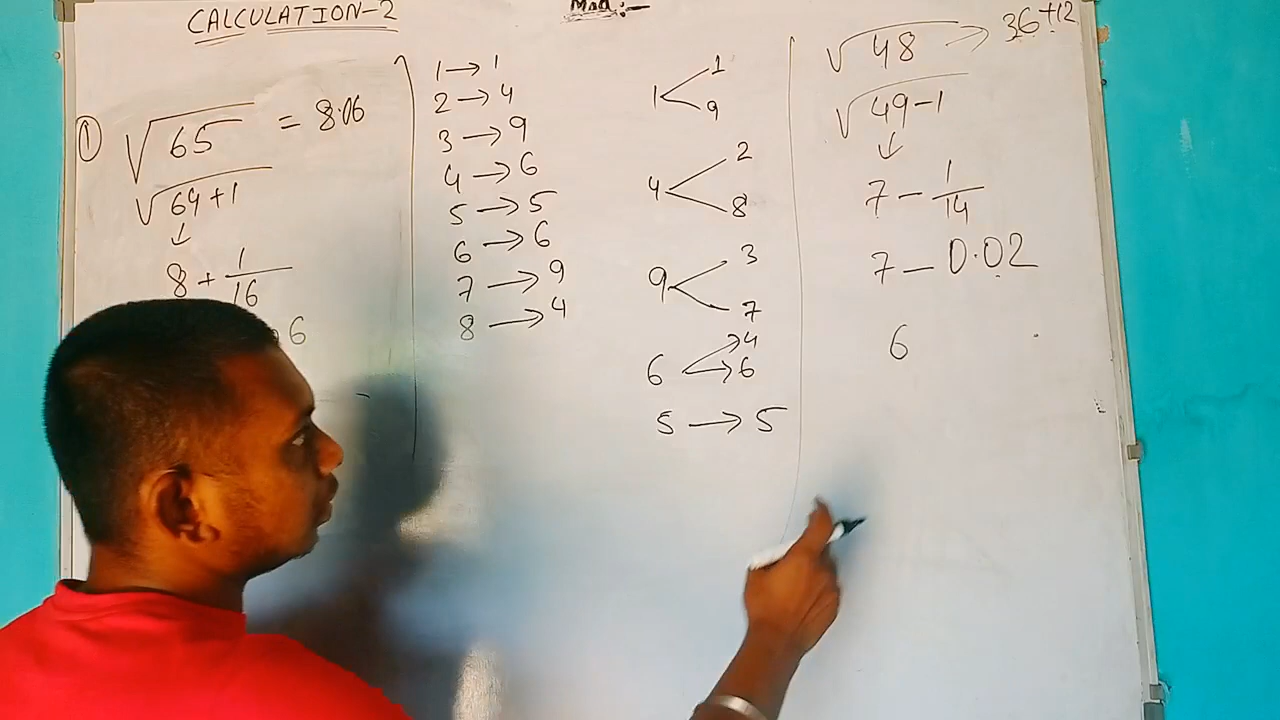 CALCULATION-2
① √65 = 8.06
√64+1
↓
8 + 1/16
6
1 → 1
2 → 4
3 → 9
4 → 6
5 → 5
6 → 6
7 → 9
8 → 4
1 < 1
9
4 < 2
8
9 < 3
7
6 < 4
6
5 → 5
√48 → 36+12
√49-1
↓
7 - 1/14
7 - 0.02
6